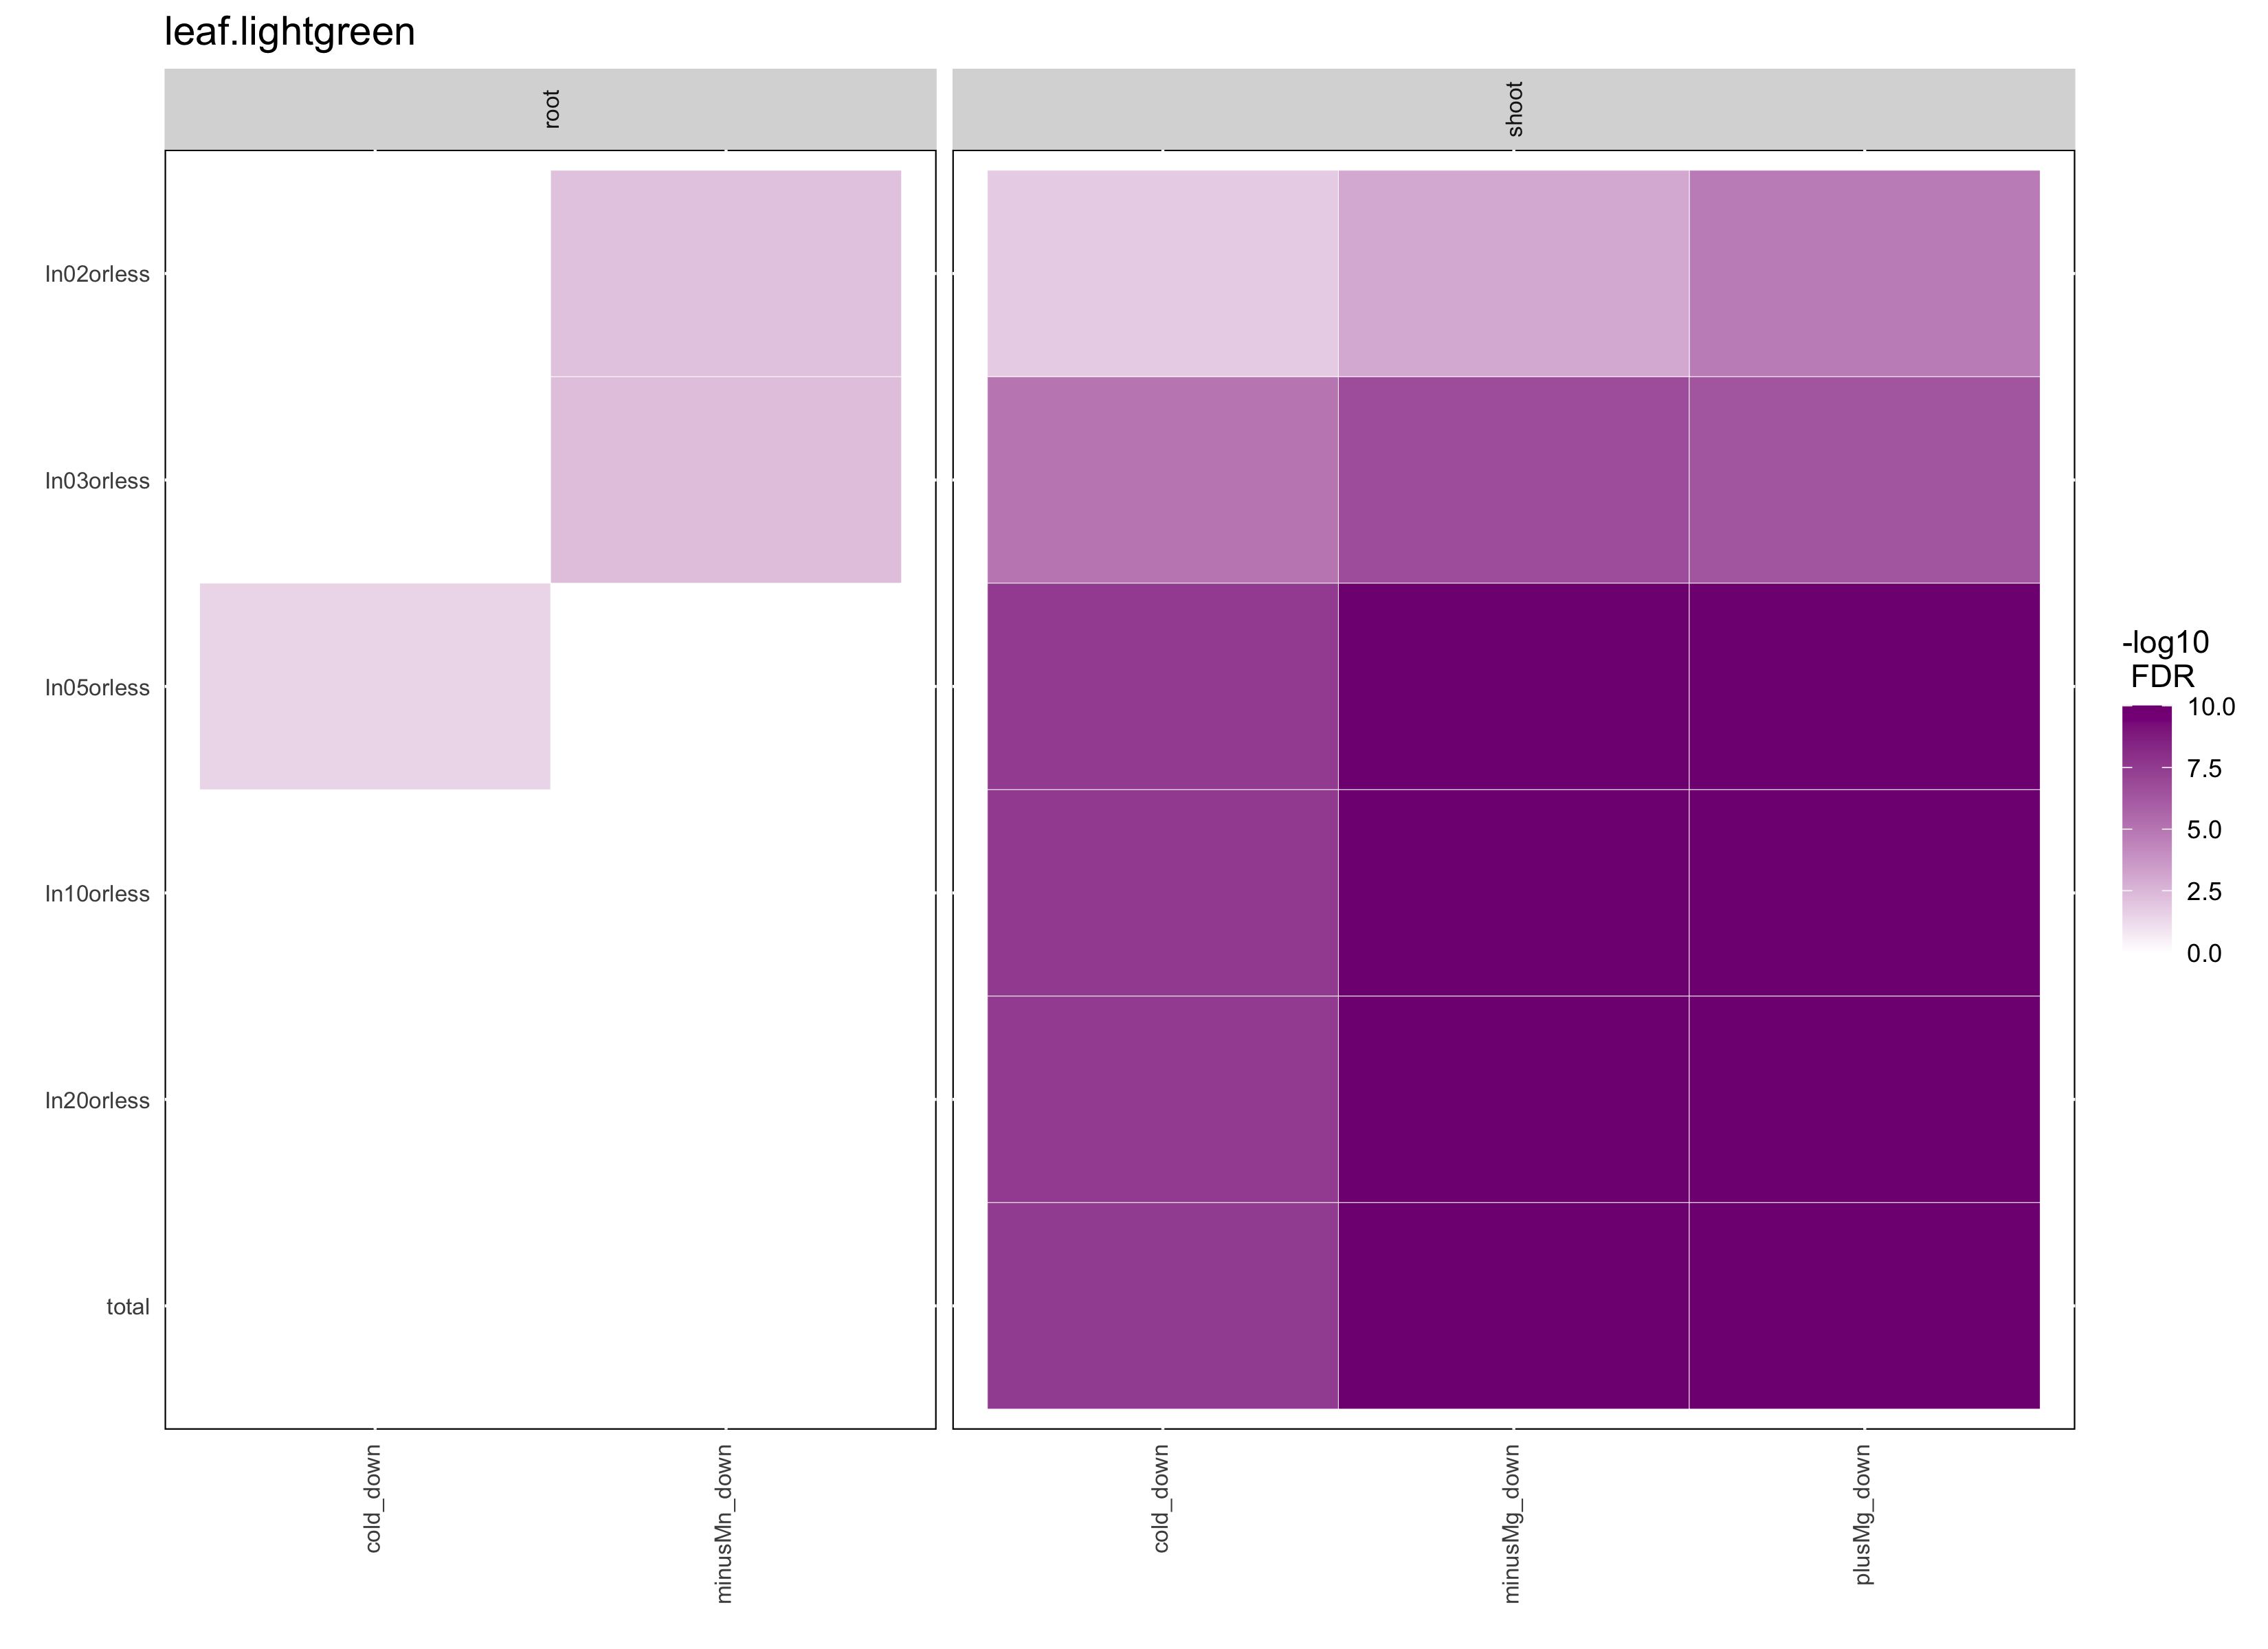 leaf.lightgreen
root
shoot
In02orless
In03orless
In05orless
In10orless
In20orless
total
cold_down
minusMn_down
cold_down
minusMg_down
plusMg_down
-log10
FDR
10.0
7.5
5.0
2.5
0.0